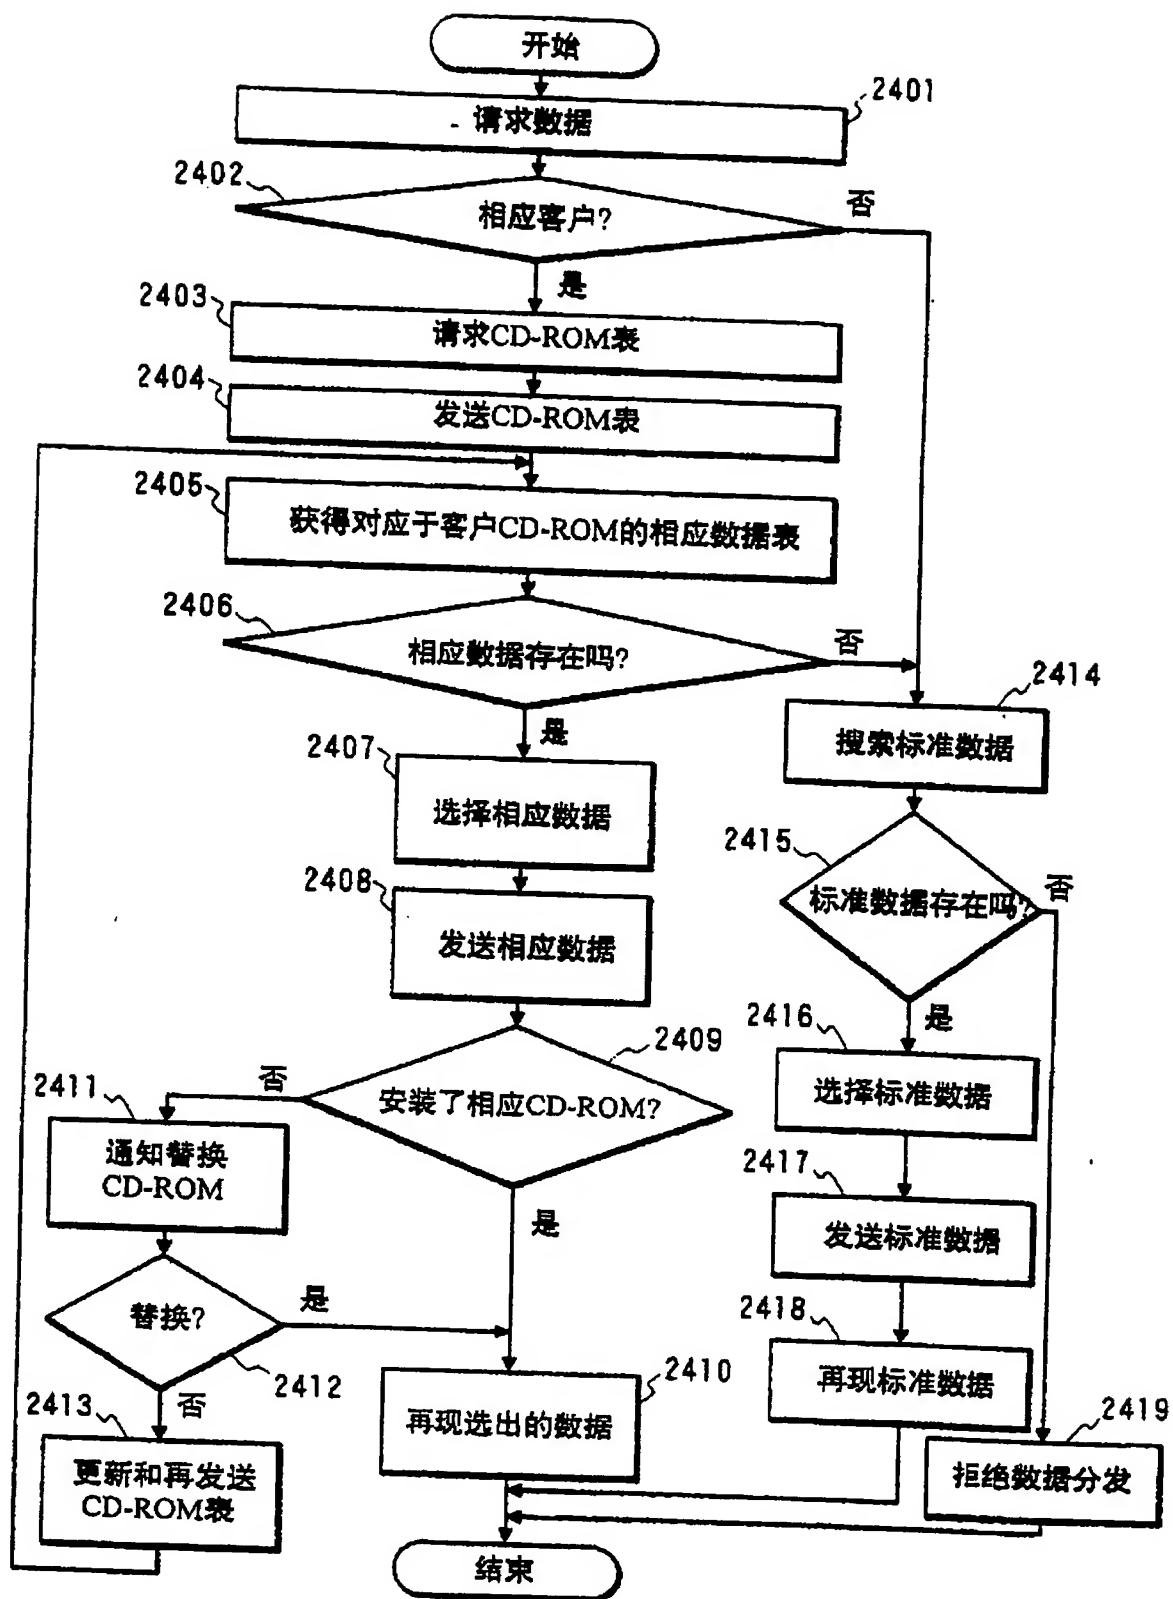 开始
2401
请求数据
2402
相应客户?
否
是
2403
请求CD-ROM表
2404
发送CD-ROM表
2405
获得对应于客户CD-ROM的相应数据表
2406
相应数据存在吗?
否
是
2414
搜索标准数据
2407
选择相应数据
2415
标准数据存在吗?
否
是
2408
发送相应数据
2409
安装了相应CD-ROM?
否
是
2416
选择标准数据
2411
通知替换
CD-ROM
2417
发送标准数据
替换?
是
2412
否
2418
再现标准数据
2410
再现选出的数据
2413
更新和再发送
CD-ROM表
2419
拒绝数据分发
结束